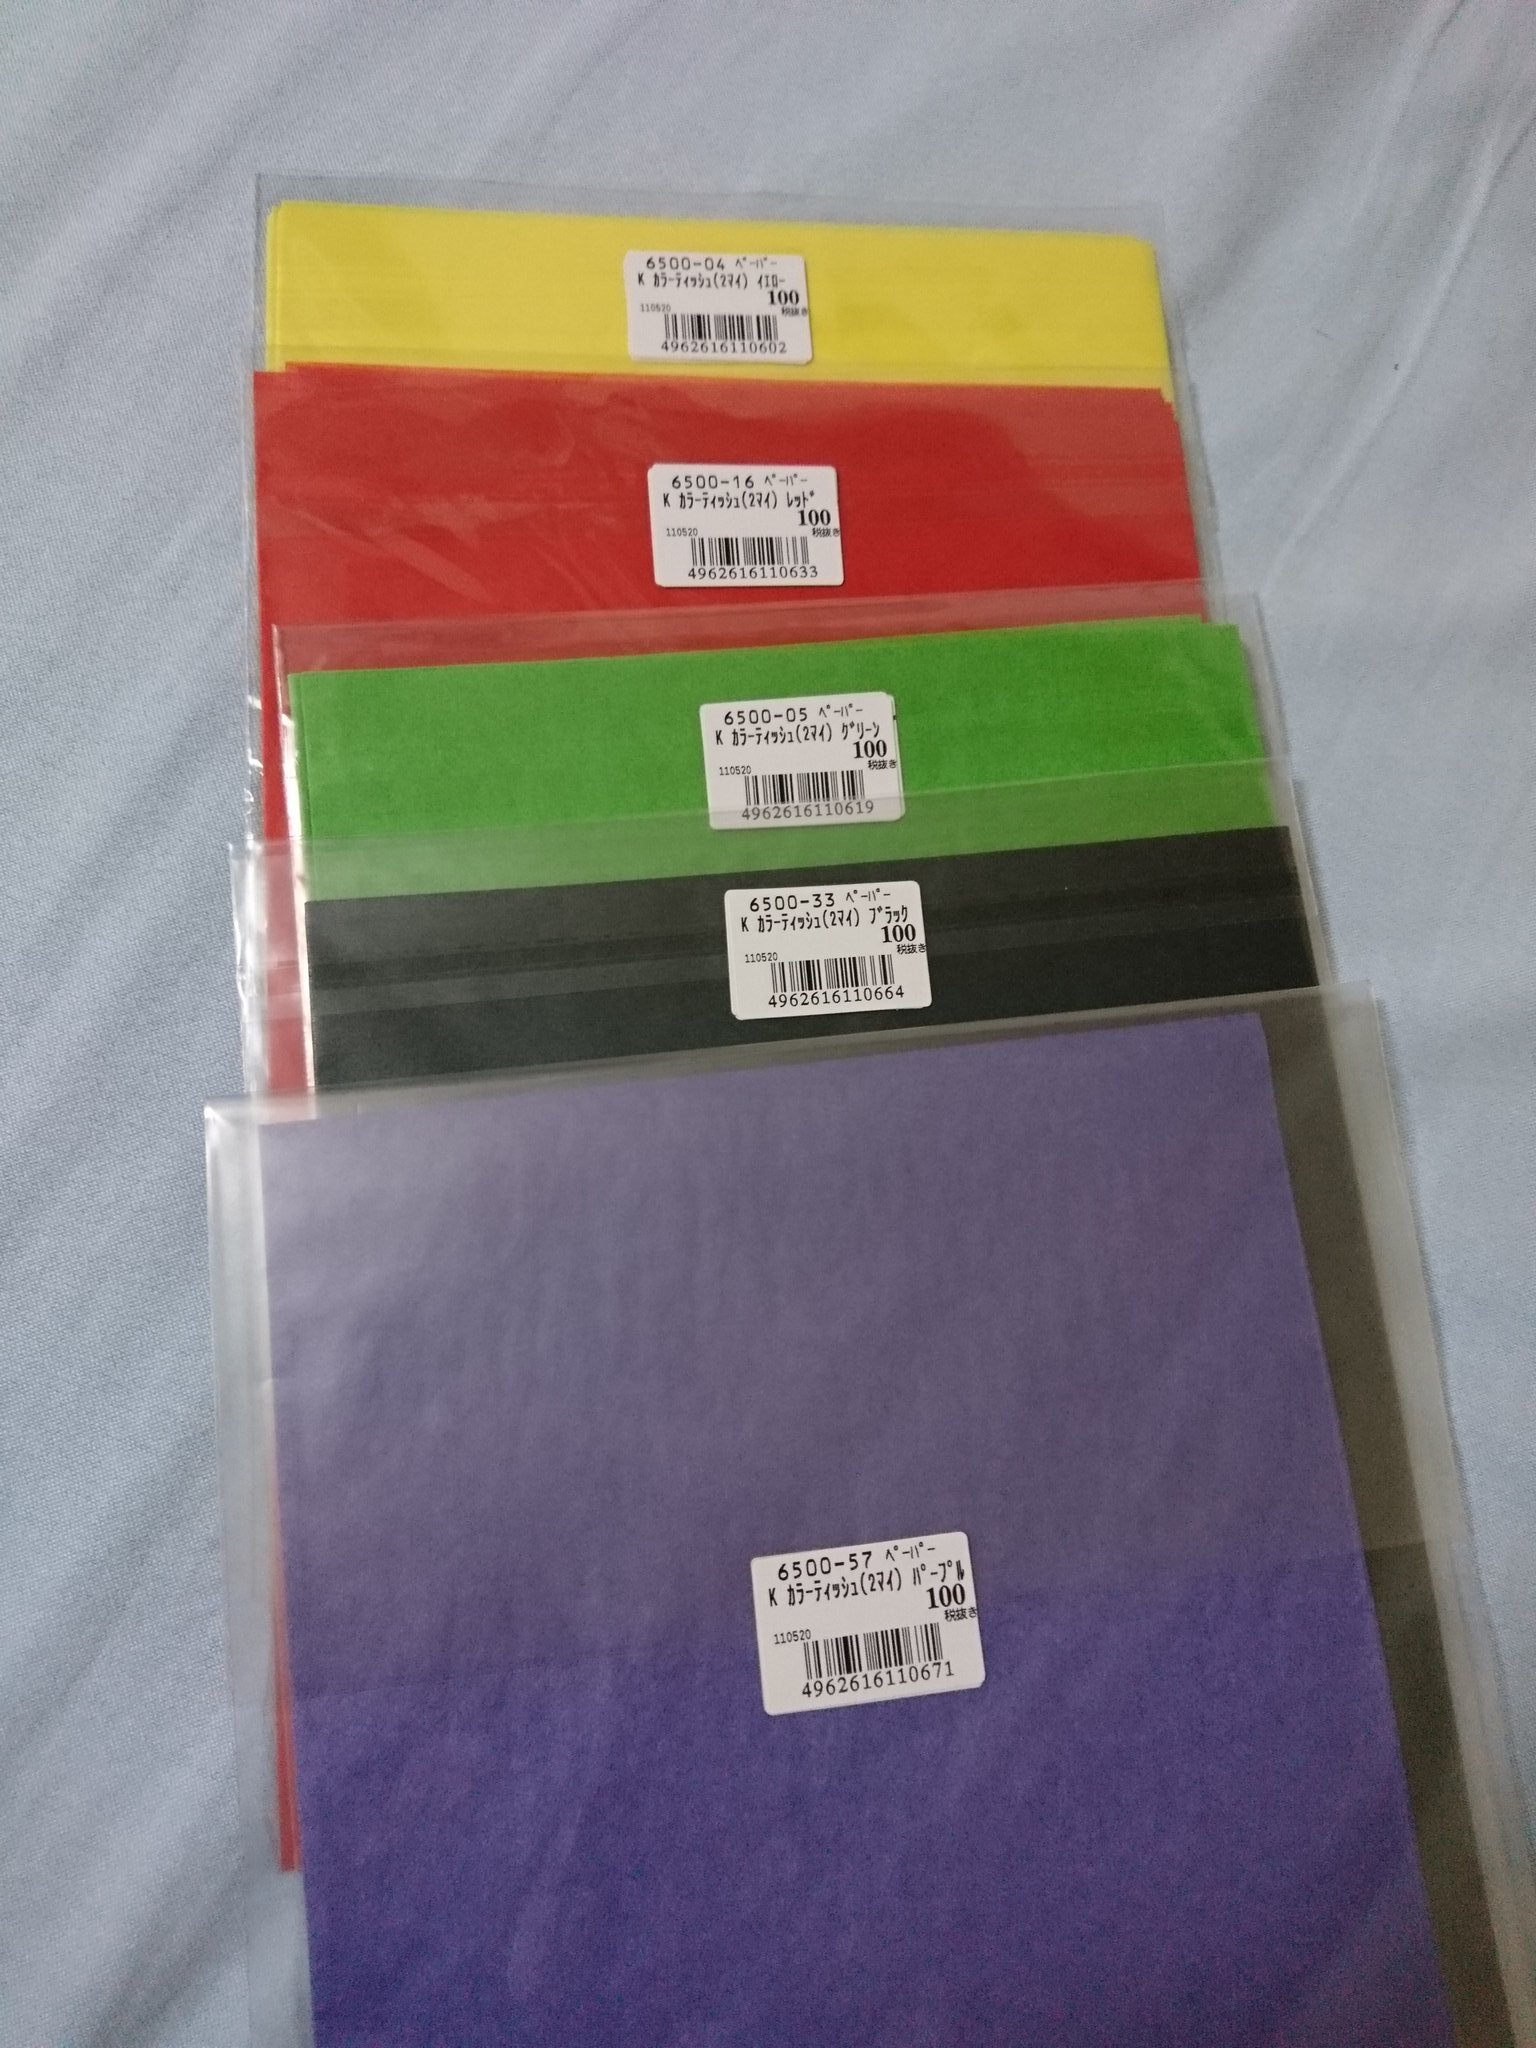 6500-04 ﾍﾟｰﾊﾟｰ
K ｶﾗｰﾃｨｯｼｭ(2ﾏｲ) ｲｴﾛｰ
100
110520 税抜き
4962616110602
6500-16 ﾍﾟｰﾊﾟｰ
K ｶﾗｰﾃｨｯｼｭ(2ﾏｲ) ﾚｯﾄﾞ
100
110520 税抜き
4962616110633
6500-05 ﾍﾟｰﾊﾟｰ
K ｶﾗｰﾃｨｯｼｭ(2ﾏｲ) ｸﾞﾘｰﾝ
100
110520 税抜き
4962616110619
6500-33 ﾍﾟｰﾊﾟｰ
K ｶﾗｰﾃｨｯｼｭ(2ﾏｲ) ﾌﾞﾗｯｸ
100
110520 税抜き
4962616110664
6500-57 ﾍﾟｰﾊﾟｰ
K ｶﾗｰﾃｨｯｼｭ(2ﾏｲ) ﾊﾟｰﾌﾟﾙ
100
110520 税抜き
4962616110671